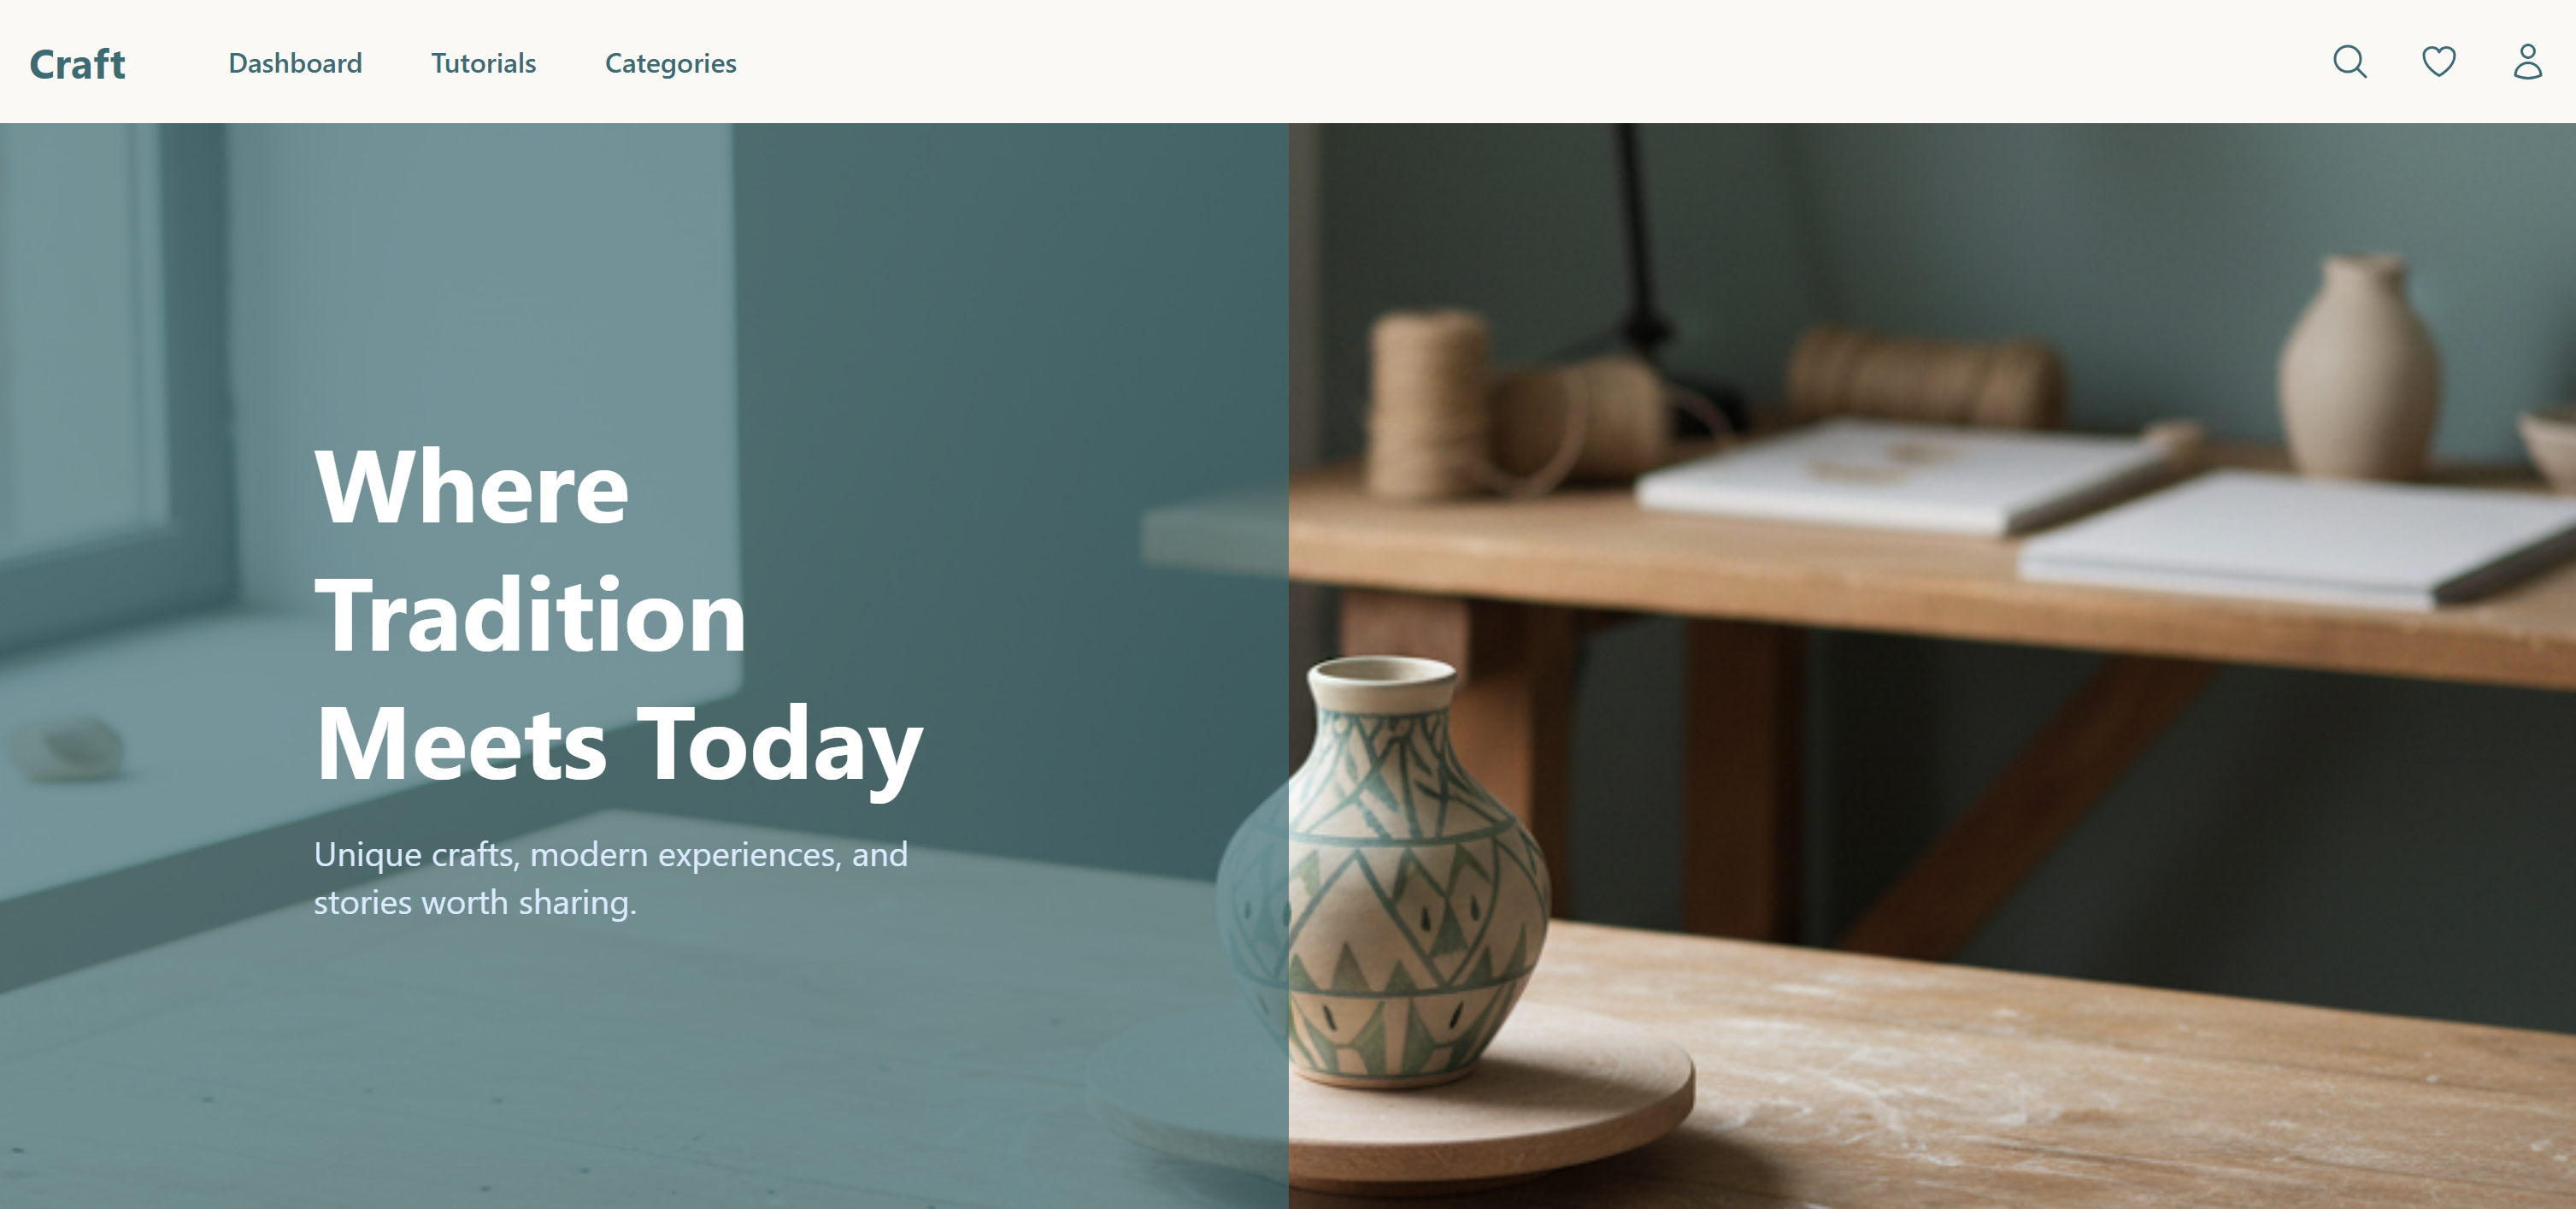 Craft
Dashboard
Tutorials
Categories
Where
Tradition
Meets Today
Unique crafts, modern experiences, and
stories worth sharing.